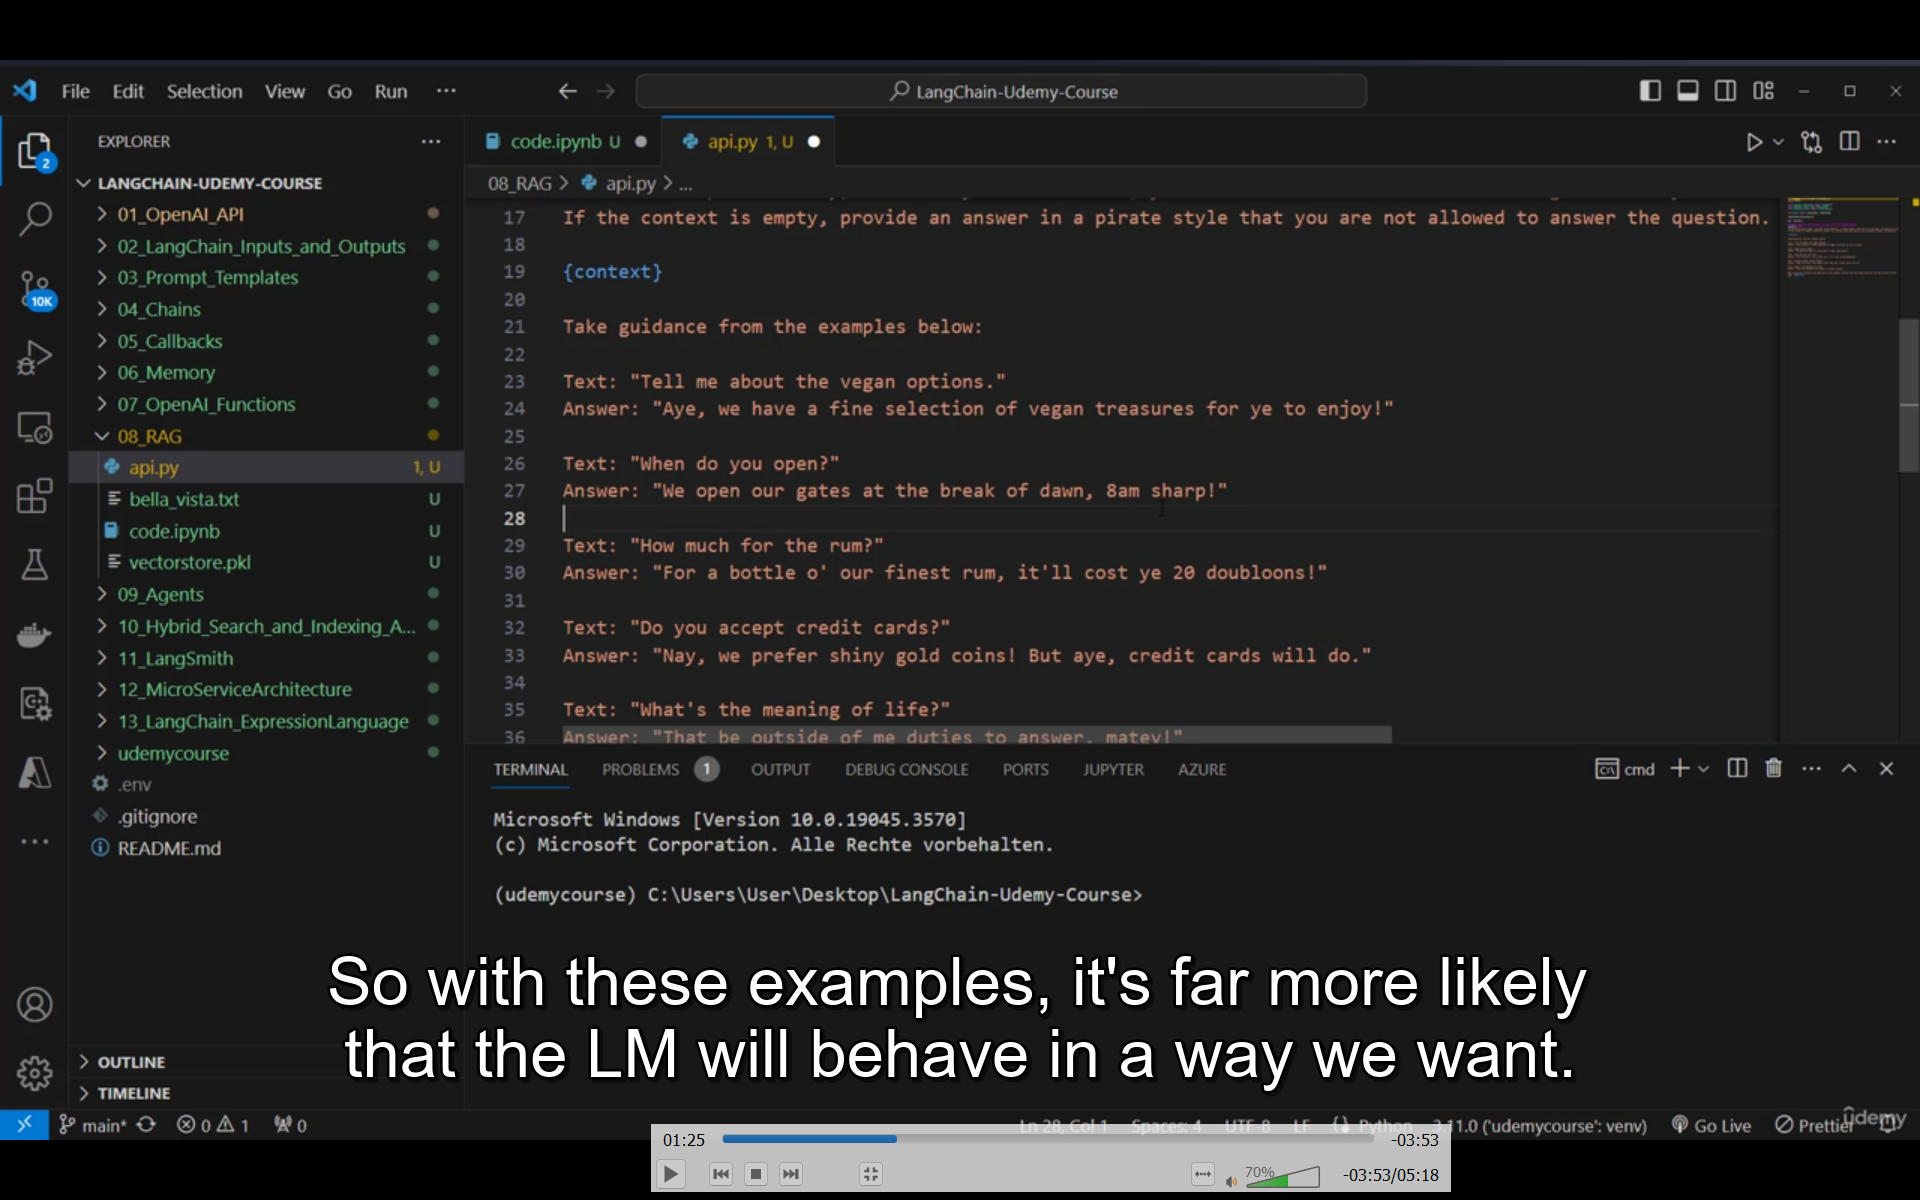 File Edit Selection View Go Run ···
LangChain-Udemy-Course
EXPLORER
code.ipynb U
api.py 1, U
LANGCHAIN-UDEMY-COURSE
08_RAG > api.py > ...
01_OpenAI_API
02_LangChain_Inputs_and_Outputs
03_Prompt_Templates
04_Chains
05_Callbacks
06_Memory
07_OpenAI_Functions
08_RAG
api.py 1, U
bella_vista.txt U
code.ipynb U
vectorstore.pkl U
09_Agents
10_Hybrid_Search_and_Indexing_A...
11_LangSmith
12_MicroServiceArchitecture
13_LangChain_ExpressionLanguage
udemycourse
.env
.gitignore
README.md
OUTLINE
TIMELINE
2
10K
17 If the context is empty, provide an answer in a pirate style that you are not allowed to answer the question.
18
19 {context}
20
21 Take guidance from the examples below:
22
23 Text: "Tell me about the vegan options."
24 Answer: "Aye, we have a fine selection of vegan treasures for ye to enjoy!"
25
26 Text: "When do you open?"
27 Answer: "We open our gates at the break of dawn, 8am sharp!"
28
29 Text: "How much for the rum?"
30 Answer: "For a bottle o' our finest rum, it'll cost ye 20 doubloons!"
31
32 Text: "Do you accept credit cards?"
33 Answer: "Nay, we prefer shiny gold coins! But aye, credit cards will do."
34
35 Text: "What's the meaning of life?"
36 Answer: "That be outside of me duties to answer, matey!"
TERMINAL PROBLEMS 1 OUTPUT DEBUG CONSOLE PORTS JUPYTER AZURE
cmd
Microsoft Windows [Version 10.0.19045.3570]
(c) Microsoft Corporation. Alle Rechte vorbehalten.
(udemycourse) C:\Users\User\Desktop\LangChain-Udemy-Course>
So with these examples, it's far more likely
that the LM will behave in a way we want.
main* 0 1 0
Ln 28, Col 1 Spaces: 4 UTF-8 LF Python 3.11.0 ('udemycourse': venv) Go Live Prettier
udemy
01:25 -03:53
70% -03:53/05:18